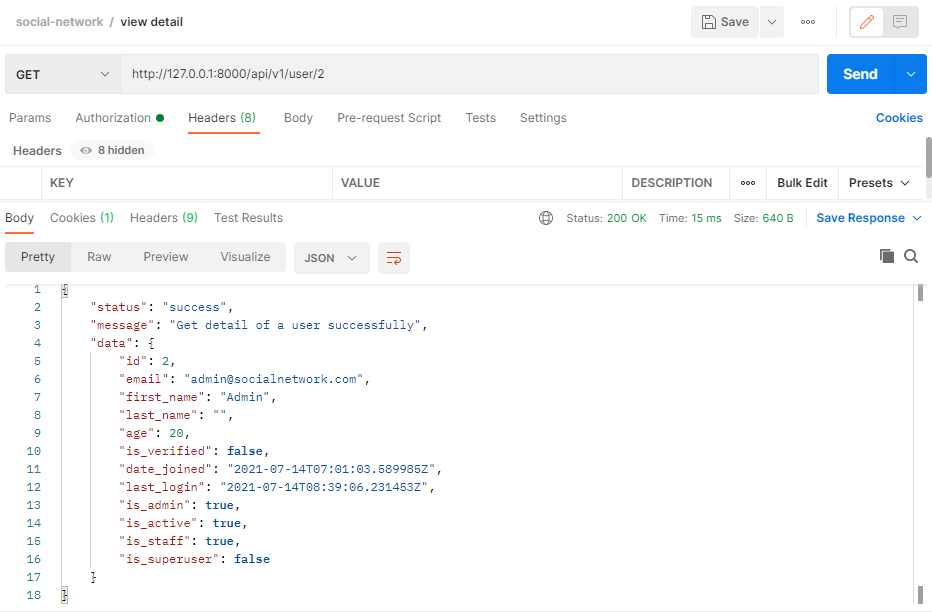 social-network / view detail Save ooo
GET http://127.0.0.1:8000/api/v1/user/2 Send
Params Authorization Headers (8) Body Pre-request Script Tests Settings Cookies
Headers 8 hidden
KEY VALUE DESCRIPTION ooo Bulk Edit Presets
Body Cookies (1) Headers (9) Test Results Status: 200 OK Time: 15 ms Size: 640 B Save Response
Pretty Raw Preview Visualize JSON
1 {
2 "status": "success",
3 "message": "Get detail of a user successfully",
4 "data": {
5 "id": 2,
6 "email": "admin@socialnetwork.com",
7 "first_name": "Admin",
8 "last_name": "",
9 "age": 20,
10 "is_verified": false,
11 "date_joined": "2021-07-14T07:01:03.589985Z",
12 "last_login": "2021-07-14T08:39:06.231453Z",
13 "is_admin": true,
14 "is_active": true,
15 "is_staff": true,
16 "is_superuser": false
17 }
18 }